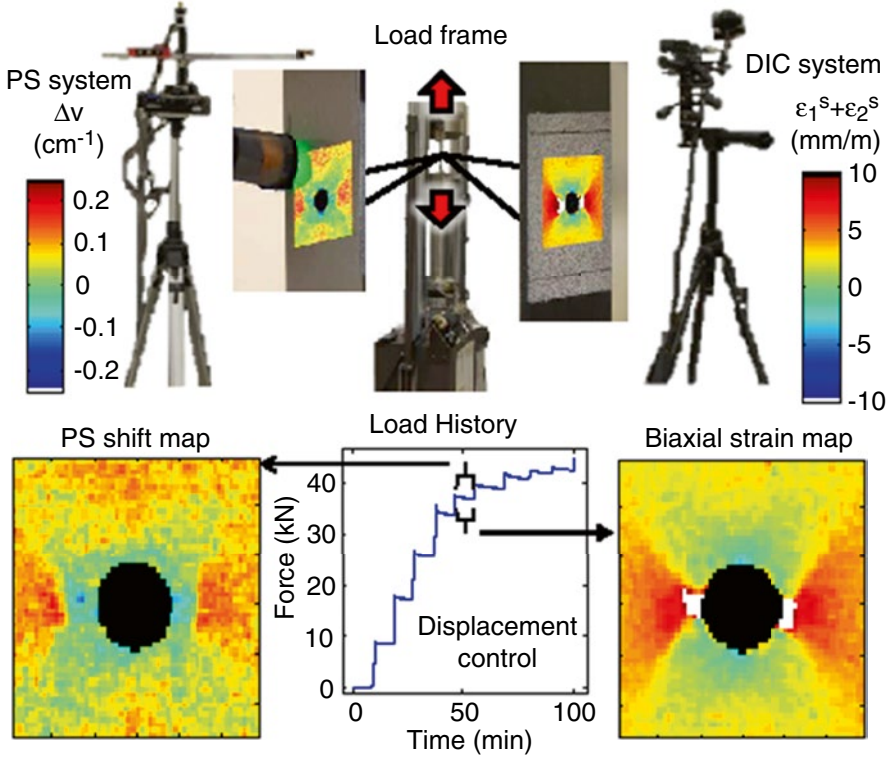 Load frame
PS system
Δv
(cm-1)
0.2
0.1
0
-0.1
-0.2
DIC system
ε1s+ε2s
(mm/m)
10
5
0
-5
-10
PS shift map
Load History
Biaxial strain map
Force (kN)
40
30
20
10
0
Displacement
control
0
50
100
Time (min)